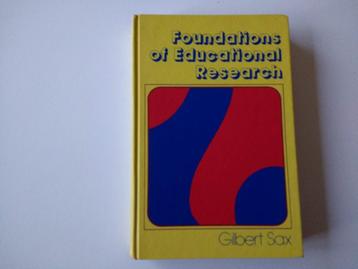 Foundations
of Educational
Research
Gilbert Sax